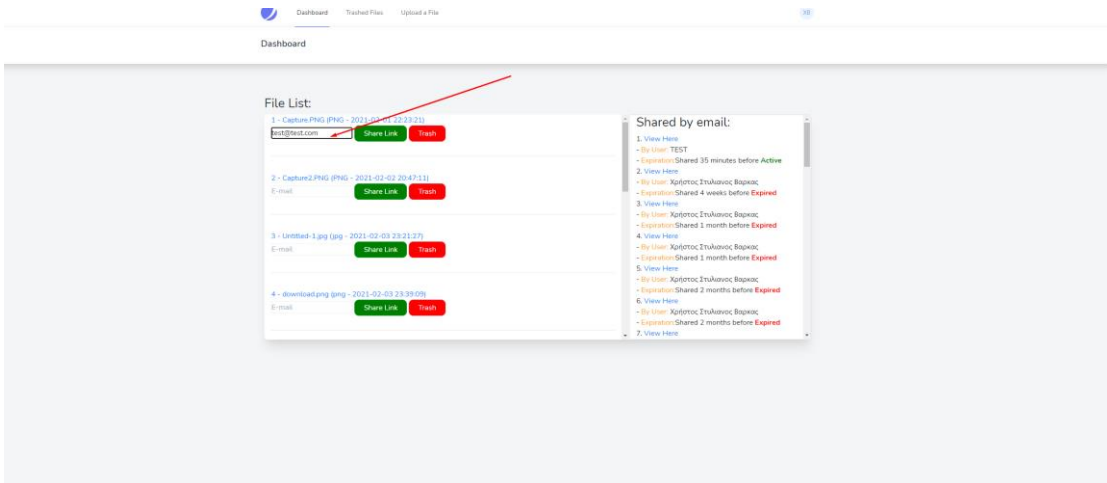 Dashboard Trashed Files Upload a File XB
Dashboard
File List:
1 - Capture.PNG (PNG - 2021-02-01 22:23:21)
test@test.com Share Link Trash
2 - Capture2.PNG (PNG - 2021-02-02 20:47:11)
E-mail Share Link Trash
3 - Untitled-1.jpg (jpg - 2021-02-03 23:21:27)
E-mail Share Link Trash
4 - download.png (png - 2021-02-03 23:39:09)
E-mail Share Link Trash
Shared by email:
1. View Here
- By User: TEST
- Expiration:Shared 35 minutes before Active
2. View Here
- By User: Χρήστος Στυλιανος Βαρκας
- Expiration:Shared 4 weeks before Expired
3. View Here
- By User: Χρήστος Στυλιανος Βαρκας
- Expiration:Shared 1 month before Expired
4. View Here
- By User: Χρήστος Στυλιανος Βαρκας
- Expiration:Shared 1 month before Expired
5. View Here
- By User: Χρήστος Στυλιανος Βαρκας
- Expiration:Shared 2 months before Expired
6. View Here
- By User: Χρήστος Στυλιανος Βαρκας
- Expiration:Shared 2 months before Expired
7. View Here